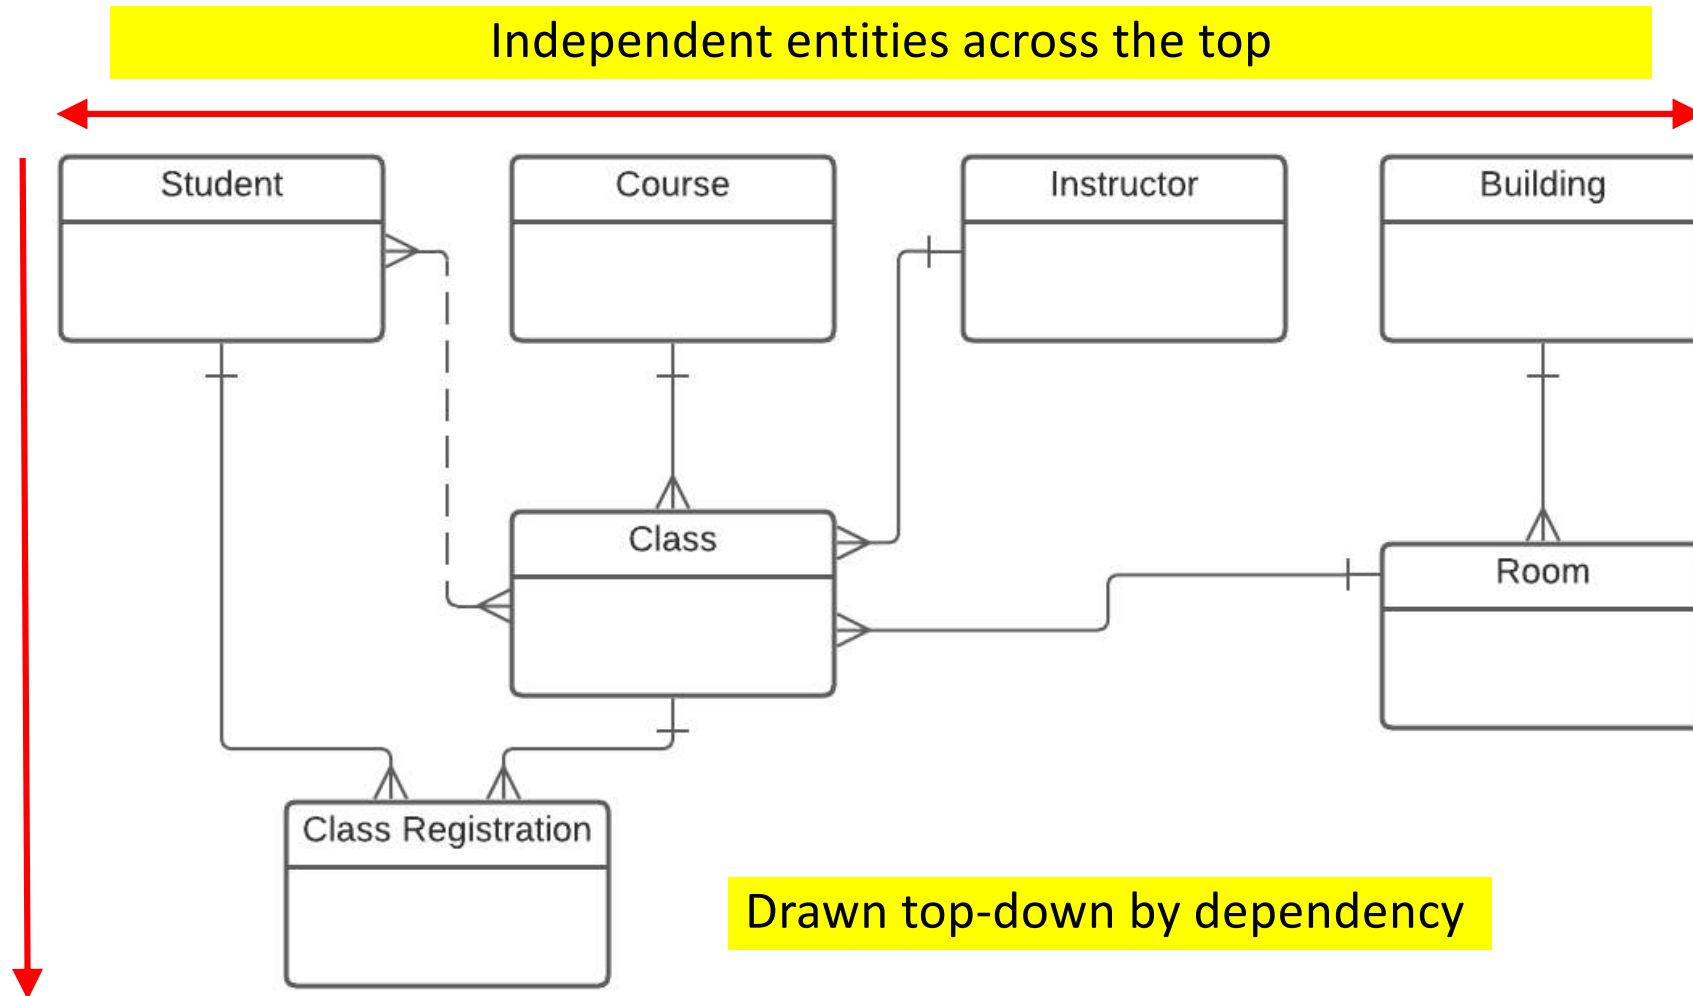 Independent entities across the top
Student
Course
Instructor
Building
Class
Room
Class Registration
Drawn top-down by dependency